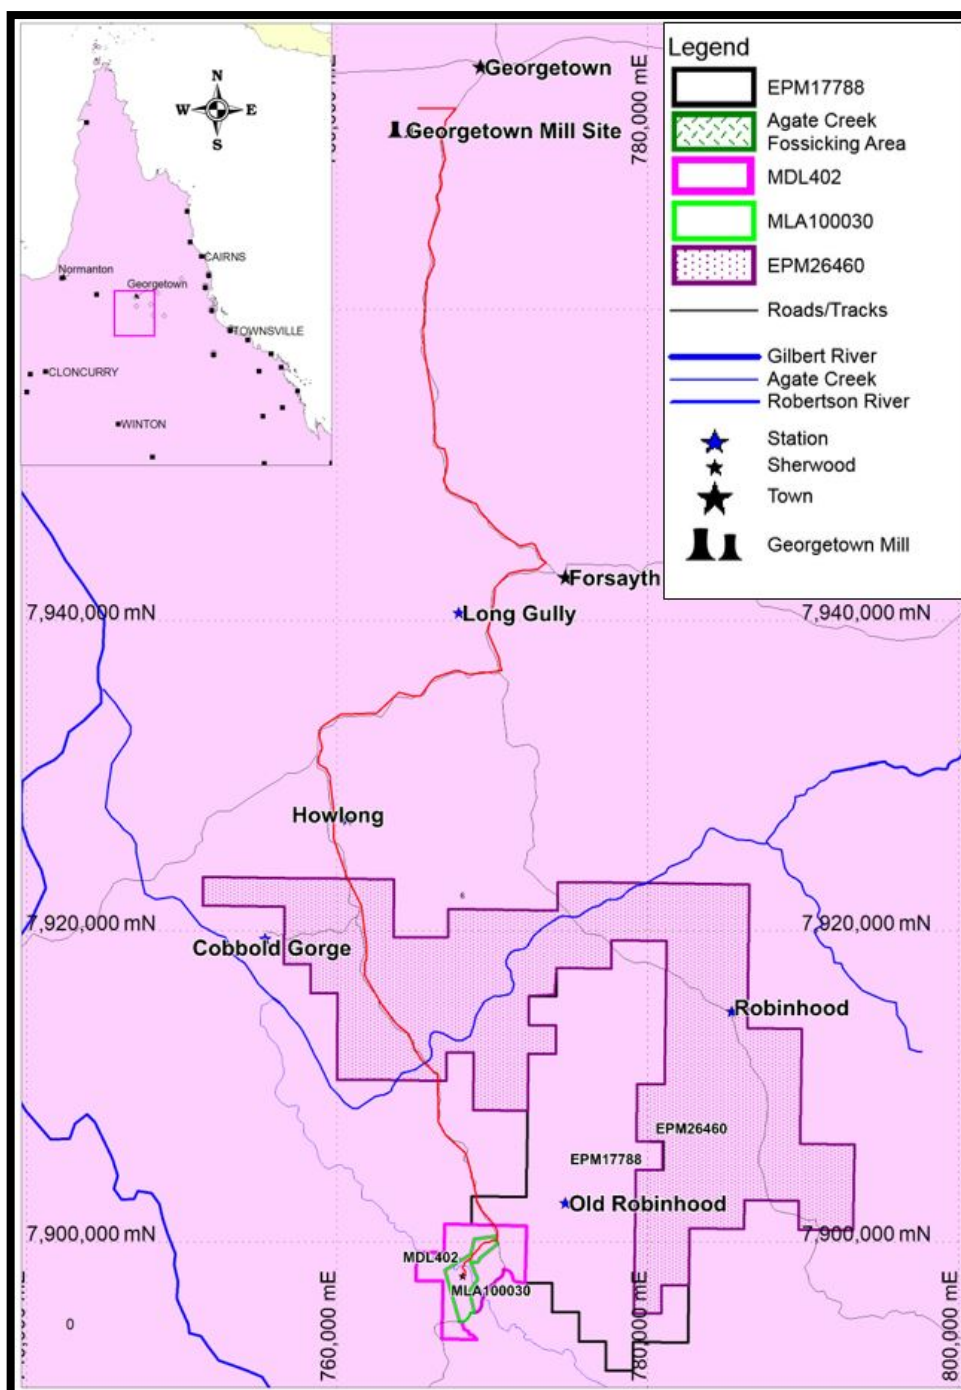 N
W E
S
Normanton
Georgetown
CAIRNS
TOWNSVILLE
CLONCURRY
WINTON
Georgetown
Georgetown Mill Site
780,000 mE
Legend
EPM17788
Agate Creek
Fossicking Area
MDL402
MLA100030
EPM26460
Roads/Tracks
Gilbert River
Agate Creek
Robertson River
Station
Sherwood
Town
Georgetown Mill
Forsayth
Long Gully
7,940,000 mN
7,940,000 mN
Howlong
6
7,920,000 mN
7,920,000 mN
Cobbold Gorge
Robinhood
EPM26460
EPM17788
Old Robinhood
7,900,000 mN
7,900,000 mN
MDL402
MLA100030
0
760,000 mE
780,000 mE
800,000 mE